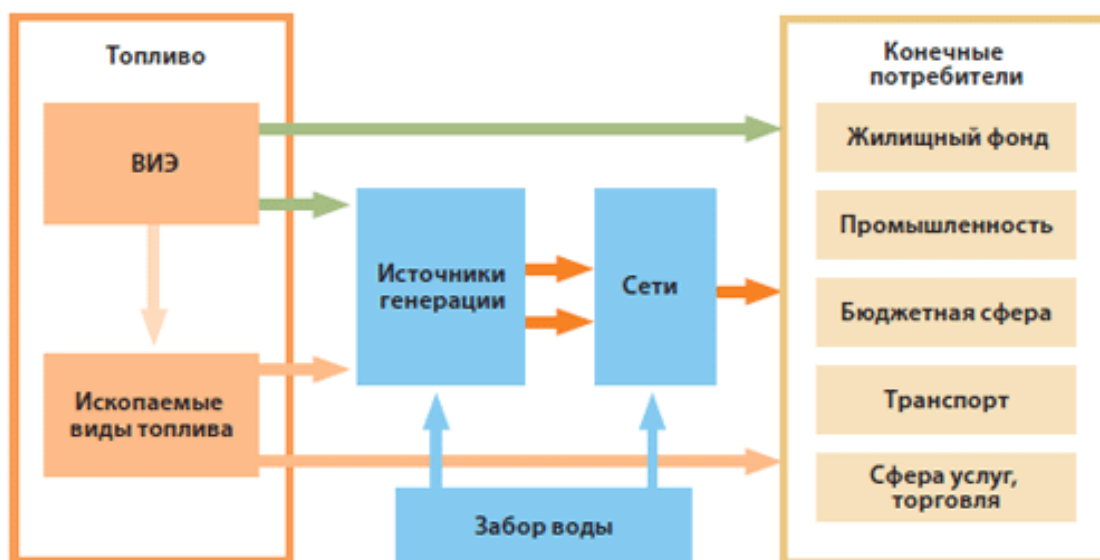 Топливо
ВИЭ
Ископаемые
виды топлива
Источники
генерации
Сети
Забор воды
Конечные
потребители
Жилищный фонд
Промышленность
Бюджетная сфера
Транспорт
Сфера услуг,
торговля